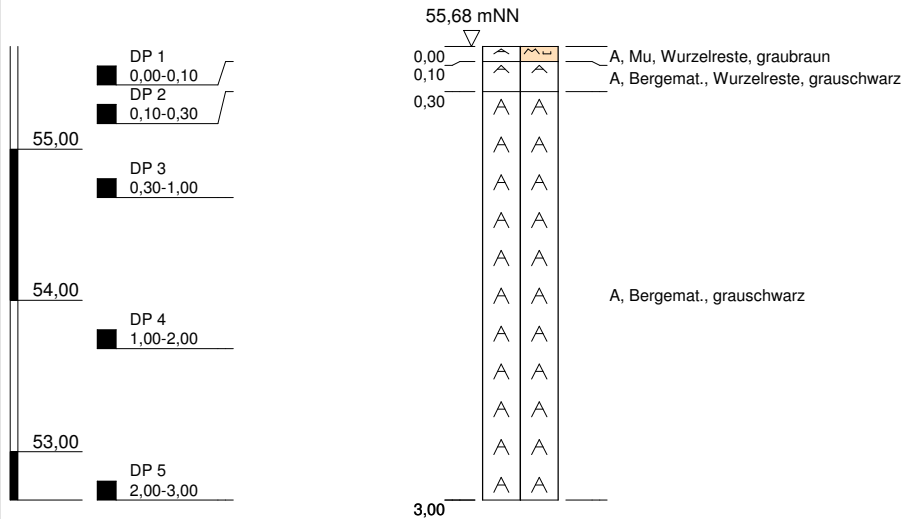 55,68 mNN
DP 1
0,00-0,10
DP 2
0,10-0,30
55,00
DP 3
0,30-1,00
54,00
DP 4
1,00-2,00
53,00
DP 5
2,00-3,00
0,00
0,10
0,30
3,00
A, Mu, Wurzelreste, graubraun
A, Bergemat., Wurzelreste, grauschwarz
A, Bergemat., grauschwarz